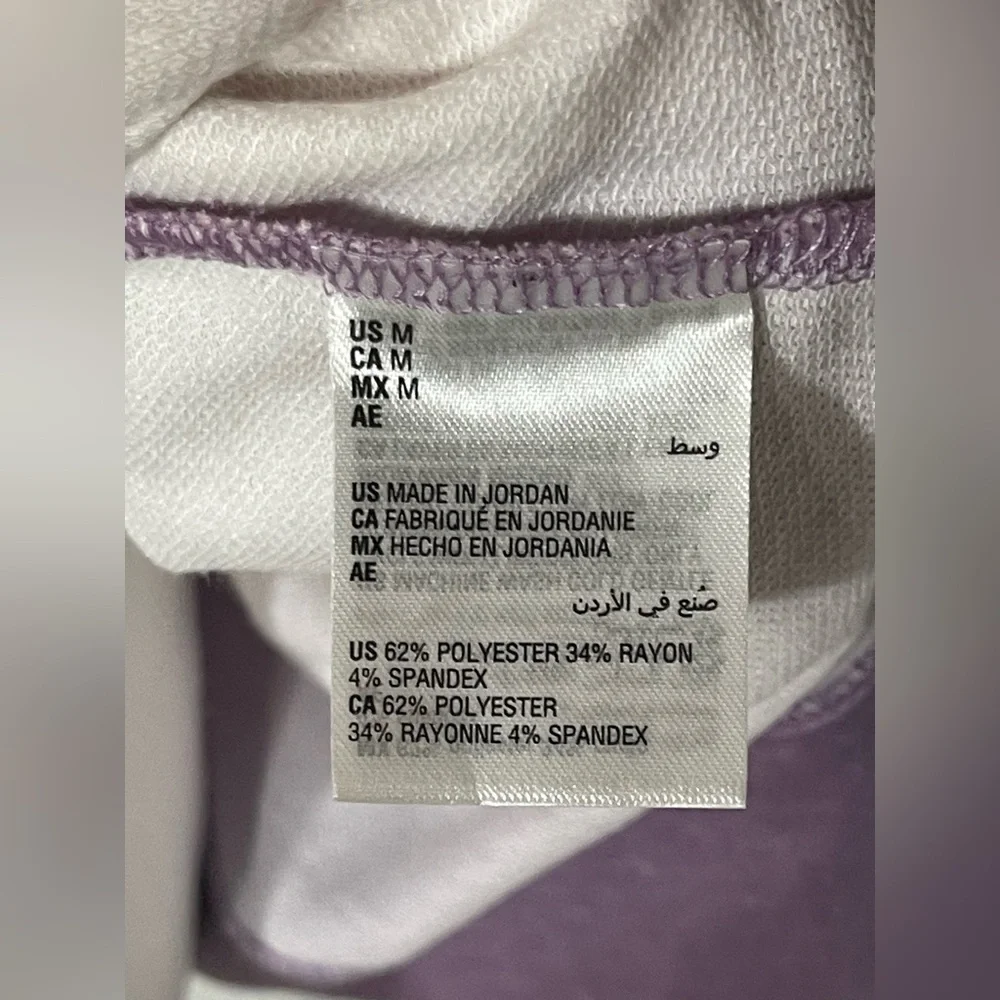 US M
CA M
MX M
AE
وسط
US MADE IN JORDAN
CA FABRIQUÉ EN JORDANIE
MX HECHO EN JORDANIA
AE
صُنع في الأردن
US 62% POLYESTER 34% RAYON
4% SPANDEX
CA 62% POLYESTER
34% RAYONNE 4% SPANDEX